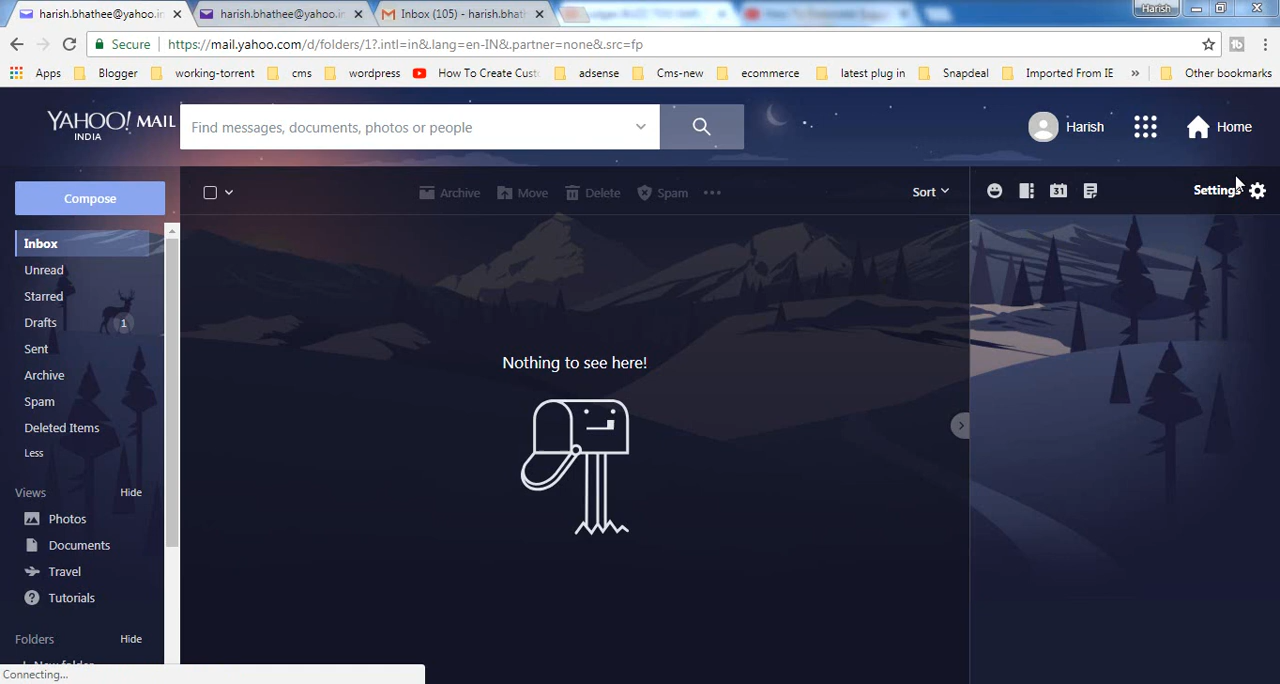 harish.bhathee@yahoo.in
harish.bhathee@yahoo.in
Inbox (105) - harish.bhath
Harish
Secure
https://mail.yahoo.com/d/folders/1?.intl=in&.lang=en-IN&.partner=none&.src=fp
Apps
Blogger
working-torrent
cms
wordpress
How To Create Cust
adsense
Cms-new
ecommerce
latest plug in
Snapdeal
Imported From IE
»
Other bookmarks
YAHOO! MAIL
INDIA
Find messages, documents, photos or people
Harish
Home
Compose
Archive
Move
Delete
Spam
Sort
31
Settings
Inbox
Unread
Starred
Drafts
1
Sent
Archive
Spam
Deleted Items
Less
Views
Hide
Photos
Documents
Travel
Tutorials
Folders
Hide
Nothing to see here!
Connecting...